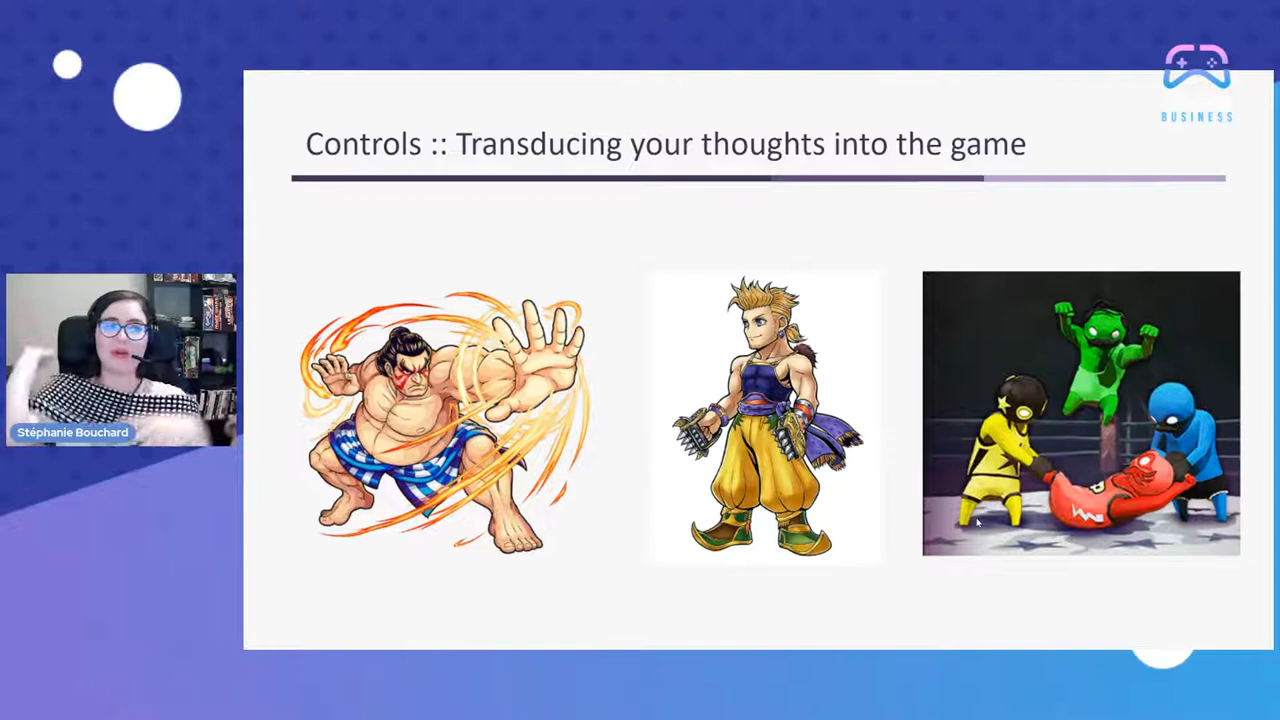 BUSINESS
Controls :: Transducing your thoughts into the game
Stéphanie Bouchard